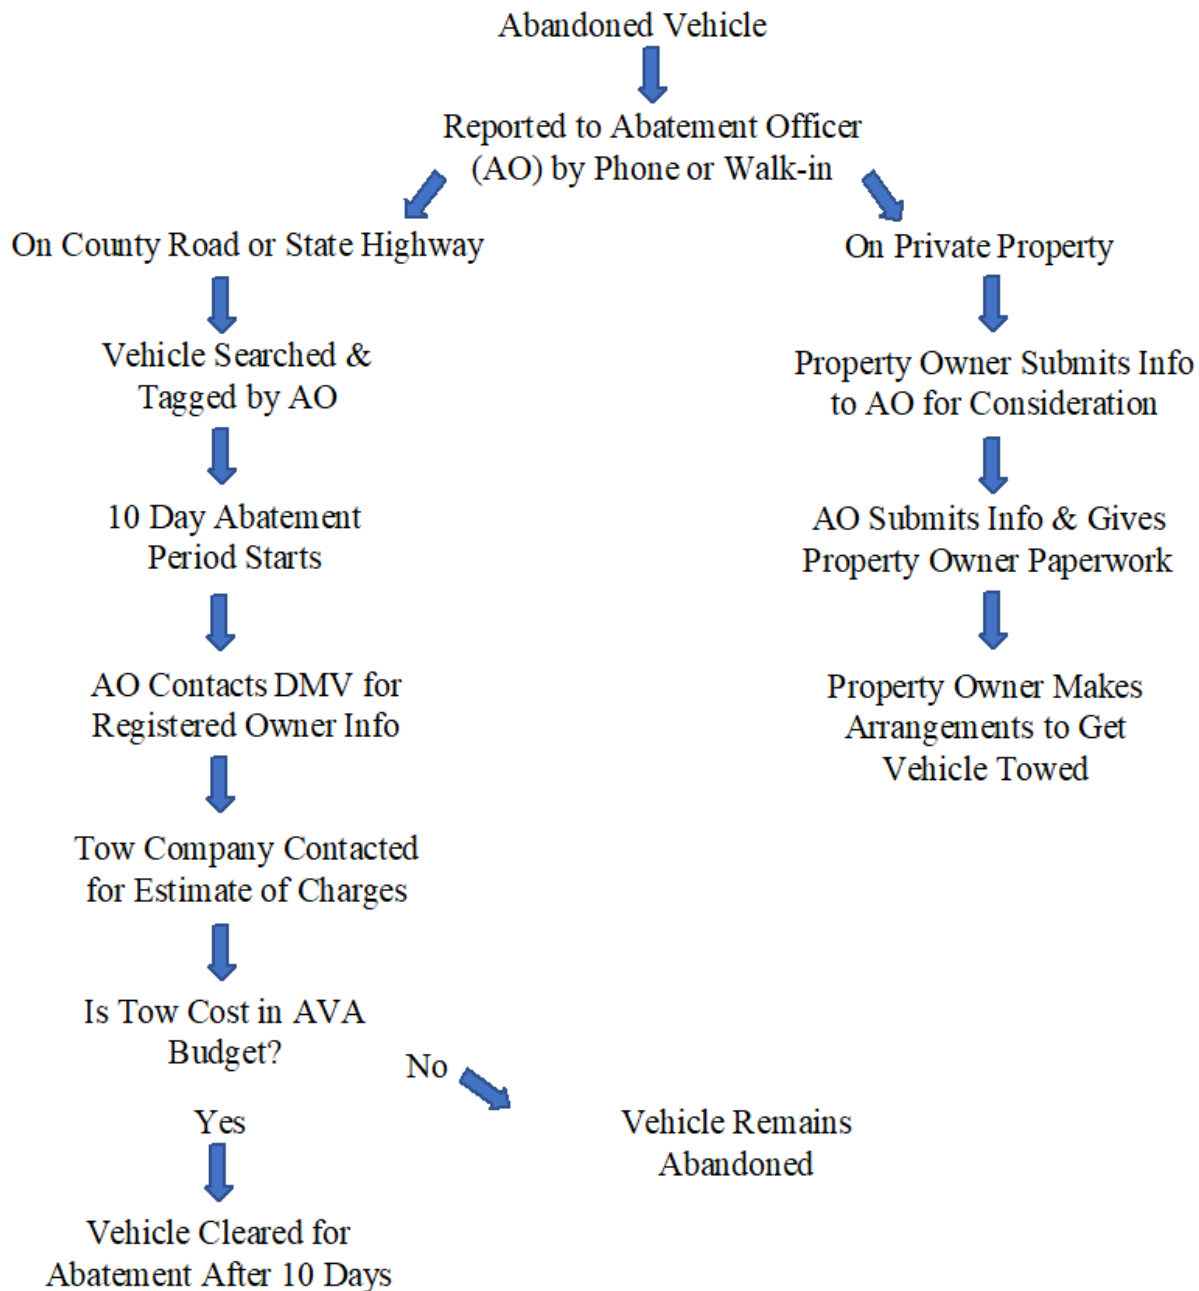 Abandoned Vehicle
Reported to Abatement Officer
(AO) by Phone or Walk-in
On County Road or State Highway
Vehicle Searched &
Tagged by AO
10 Day Abatement
Period Starts
AO Contacts DMV for
Registered Owner Info
Tow Company Contacted
for Estimate of Charges
Is Tow Cost in AVA
Budget?
No
Vehicle Remains
Abandoned
Yes
Vehicle Cleared for
Abatement After 10 Days
On Private Property
Property Owner Submits Info
to AO for Consideration
AO Submits Info & Gives
Property Owner Paperwork
Property Owner Makes
Arrangements to Get
Vehicle Towed